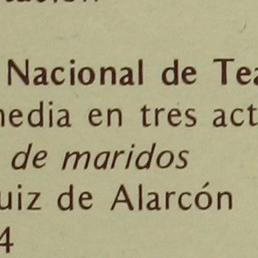 Nacional de Tea
media en tres act
de maridos
uiz de Alarcón
4